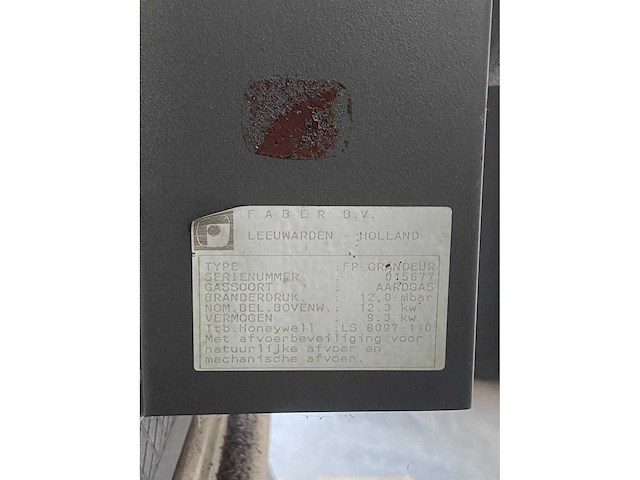 FABER B.V.
LEEUWARDEN - HOLLAND
TYPE : FP GRANDEUR
SERIENUMMER : 015677
GASSOORT : AARDGAS
BRANDERDRUK. : 12.0 mbar
NOM.BEL.BOVENW. : 12.3 kw
VERMOGEN : 9.3 kw
Itb.Honeywell : LS 8097-110
Met afvoerbeveiliging voor
natuurlijke afvoer en
mechanische afvoer.